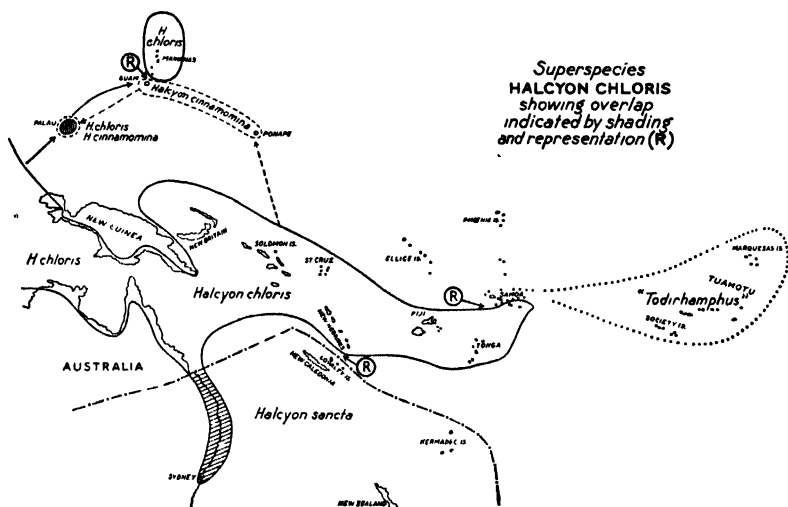 H
chloris
MARIANAS
R
GUAM
Halcyon cinnamomina
PALAU
H. chloris
H cinnamomina
PONAPE
Superspecies
HALCYON CHLORIS
showing overlap
indicated by shading
and representation (R)
NEW GUINEA
NEW BRITAIN
H chloris
SOLOMON IS.
ST CRUZ
ELLICE IS.
PHOENIX IS.
MARQUESAS IS.
TUAMOTU
"Todirhamphus"
SOCIETY IS.
Halcyon chloris
R
SAMOA
FIJI
TONGA
NEW HEBRIDES
AUSTRALIA
LOYALTY IS.
NEW CALEDONIA
R
Halcyon sancta
KERMADEC IS.
SYDNEY
NEW ZEALAND